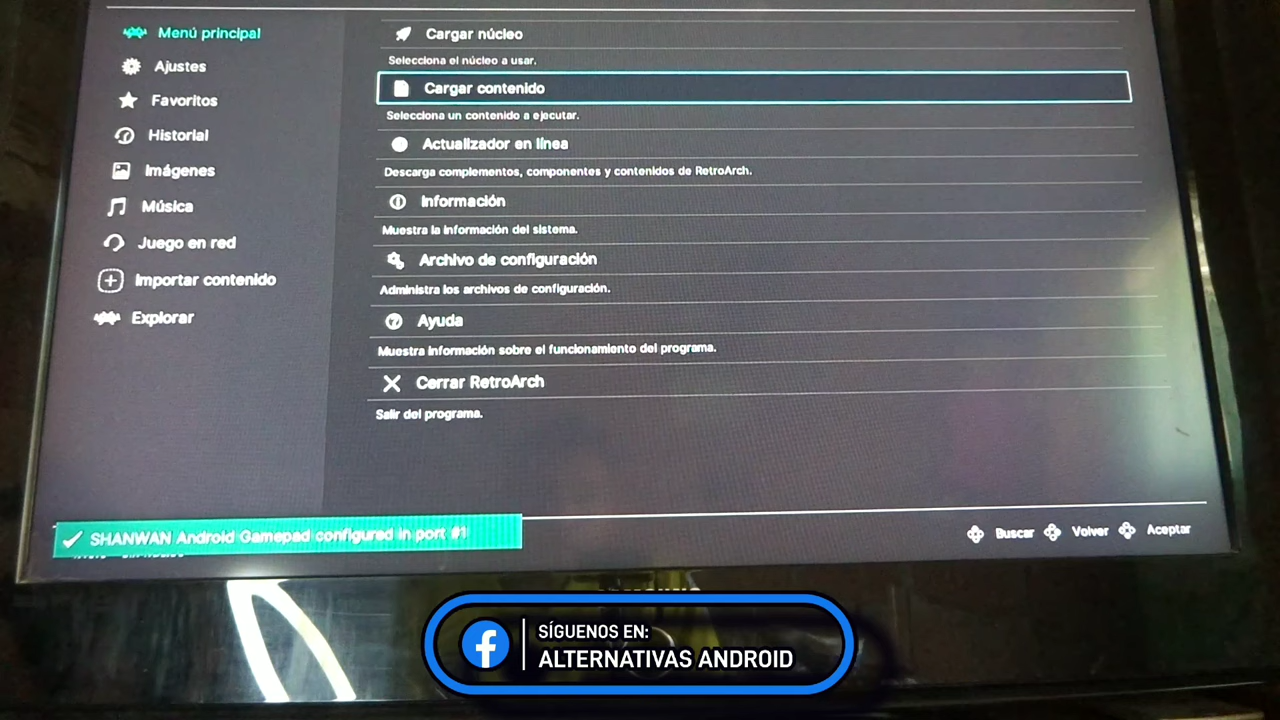 Menú principal
Ajustes
Favoritos
Historial
Imágenes
Música
Juego en red
Importar contenido
Explorar
Cargar núcleo
Selecciona el núcleo a usar.
Cargar contenido
Selecciona un contenido a ejecutar.
Actualizador en línea
Descarga complementos, componentes y contenidos de RetroArch.
Información
Muestra la información del sistema.
Archivo de configuración
Administra los archivos de configuración.
Ayuda
Muestra información sobre el funcionamiento del programa.
Cerrar RetroArch
Salir del programa.
SHANWAN Android Gamepad configured in port #1
Buscar Volver Aceptar
SÍGUENOS EN:
ALTERNATIVAS ANDROID